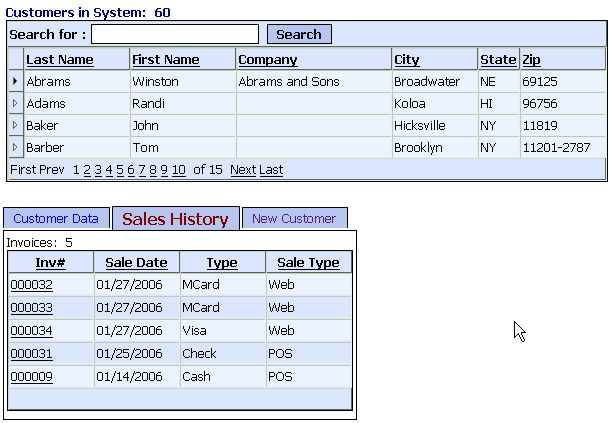 Customers in System: 60
Search for : Search
Last Name First Name Company City State Zip
Abrams Winston Abrams and Sons Broadwater NE 69125
Adams Randi Koloa HI 96756
Baker John Hicksville NY 11819
Barber Tom Brooklyn NY 11201-2787
First Prev 1 2 3 4 5 6 7 8 9 10 of 15 Next Last
Customer Data Sales History New Customer
Invoices: 5
Inv# Sale Date Type Sale Type
000032 01/27/2006 MCard Web
000033 01/27/2006 MCard Web
000034 01/27/2006 Visa Web
000031 01/25/2006 Check POS
000009 01/14/2006 Cash POS